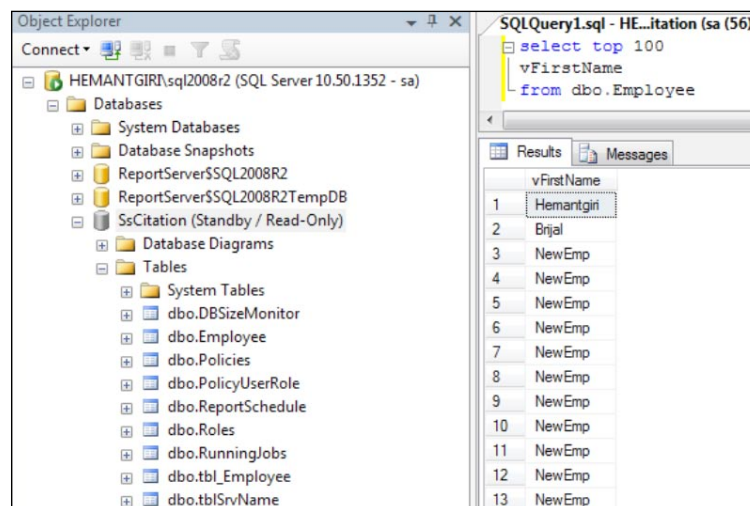 Object Explorer
Connect
HEMANTGIRI\sql2008r2 (SQL Server 10.50.1352 - sa)
Databases
System Databases
Database Snapshots
ReportServer$SQL2008R2
ReportServer$SQL2008R2TempDB
SsCitation (Standby / Read-Only)
Database Diagrams
Tables
System Tables
dbo.DBSizeMonitor
dbo.Employee
dbo.Policies
dbo.PolicyUserRole
dbo.ReportSchedule
dbo.Roles
dbo.RunningJobs
dbo.tbl_Employee
dbo.tblSrvName
SQLQuery1.sql - HE...itation (sa (56)
select top 100
vFirstName
from dbo.Employee
Results Messages
vFirstName
1 Hemantgiri
2 Brijal
3 NewEmp
4 NewEmp
5 NewEmp
6 NewEmp
7 NewEmp
8 NewEmp
9 NewEmp
10 NewEmp
11 NewEmp
12 NewEmp
13 NewEmp